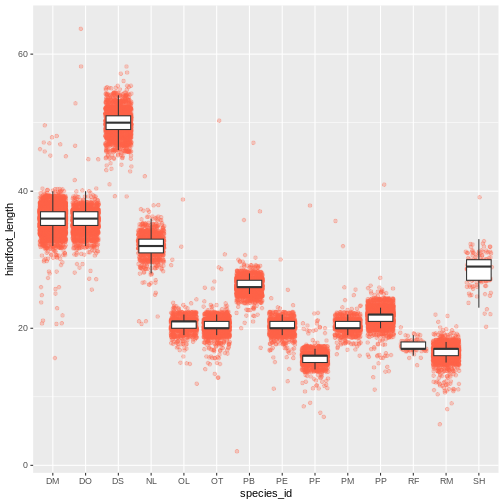 hindfoot_length
60
40
20
0
DM DO DS NL OL OT PB PE PF PM PP RF RM SH
species_id